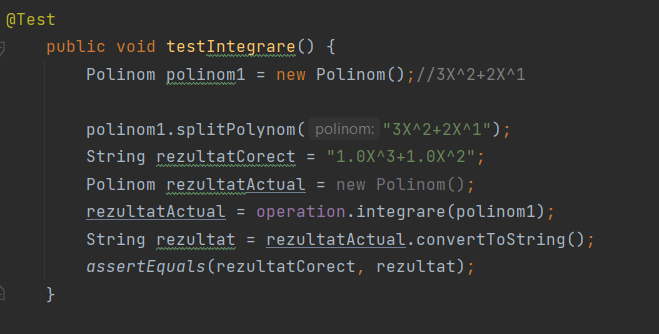 @Test
public void testIntegrare() {
Polinom polinom1 = new Polinom();//3X^2+2X^1
polinom1.splitPolynom( polinom: "3X^2+2X^1");
String rezultatCorect = "1.0X^3+1.0X^2";
Polinom rezultatActual = new Polinom();
rezultatActual = operation.integrare(polinom1);
String rezultat = rezultatActual.convertToString();
assertEquals(rezultatCorect, rezultat);
}